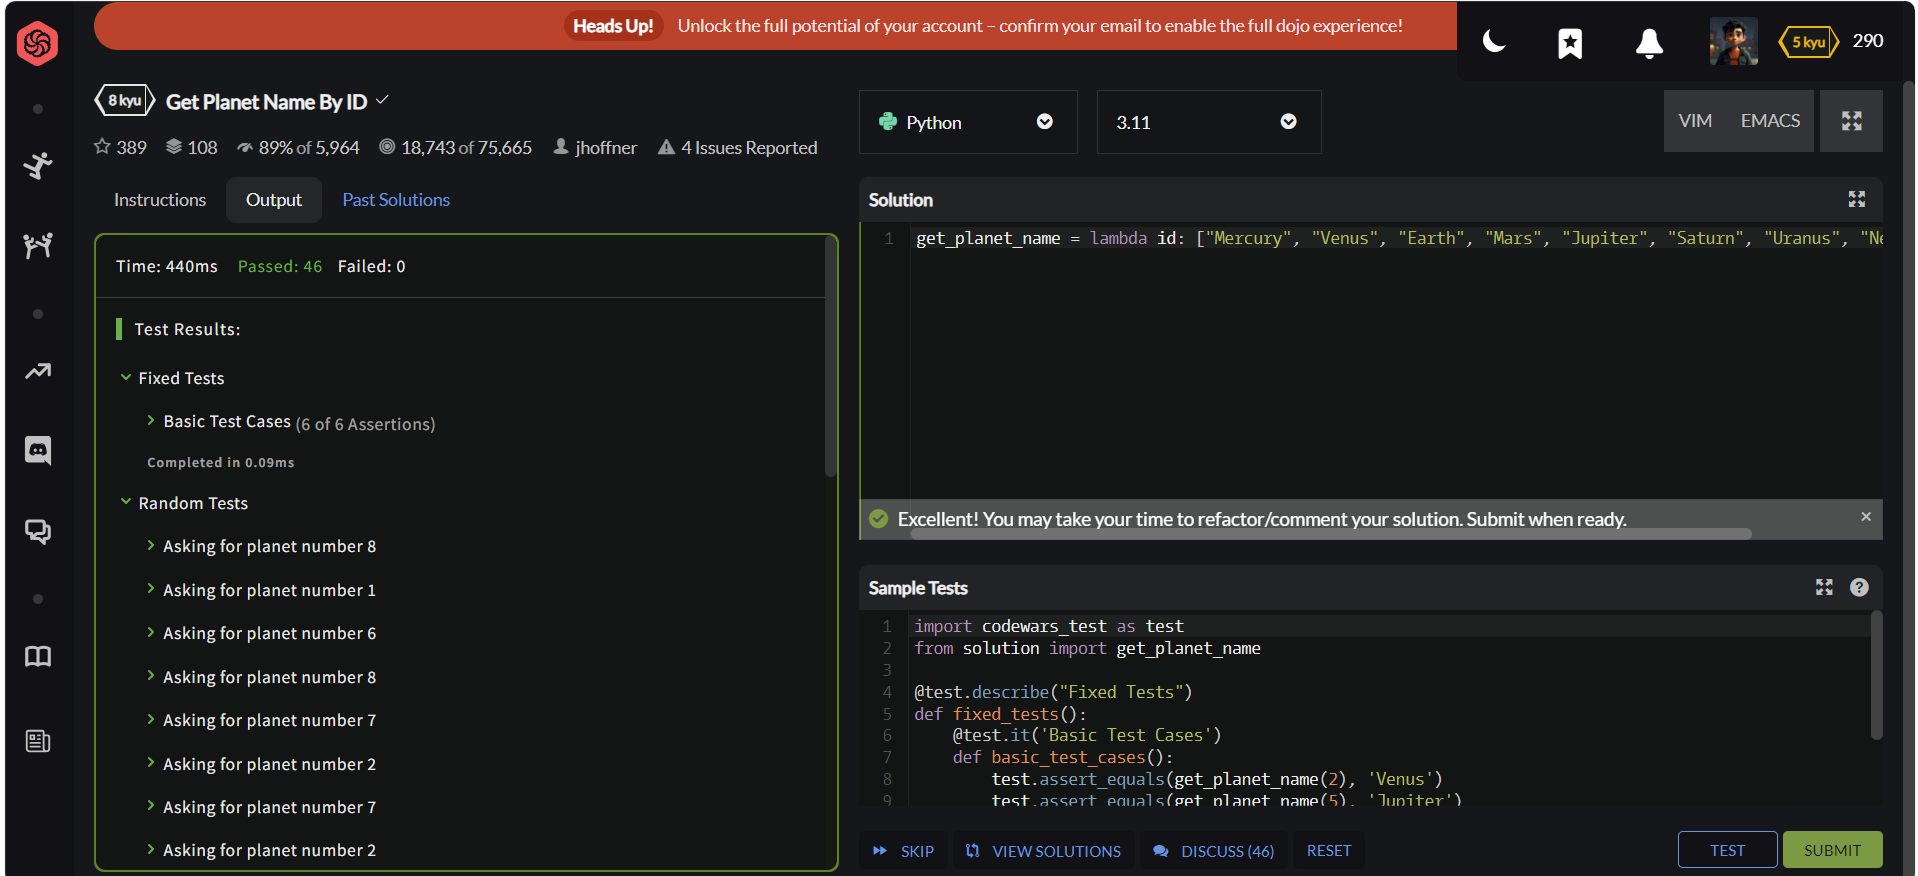 Heads Up! Unlock the full potential of your account – confirm your email to enable the full dojo experience!
5 kyu 290
8 kyu Get Planet Name By ID
389 108 89% of 5,964 18,743 of 75,665 jhoffner 4 Issues Reported
Python 3.11 VIM EMACS
Instructions Output Past Solutions
Time: 440ms Passed: 46 Failed: 0
Test Results:
Fixed Tests
Basic Test Cases (6 of 6 Assertions)
Completed in 0.09ms
Random Tests
Asking for planet number 8
Asking for planet number 1
Asking for planet number 6
Asking for planet number 8
Asking for planet number 7
Asking for planet number 2
Asking for planet number 7
Asking for planet number 2
Solution
1 get_planet_name = lambda id: ["Mercury", "Venus", "Earth", "Mars", "Jupiter", "Saturn", "Uranus", "Ne
Excellent! You may take your time to refactor/comment your solution. Submit when ready.
Sample Tests
1 import codewars_test as test
2 from solution import get_planet_name
3
4 @test.describe("Fixed Tests")
5 def fixed_tests():
6 @test.it('Basic Test Cases')
7 def basic_test_cases():
8 test.assert_equals(get_planet_name(2), 'Venus')
9 test.assert_equals(get_planet_name(5), 'Jupiter')
SKIP VIEW SOLUTIONS DISCUSS (46) RESET TEST SUBMIT